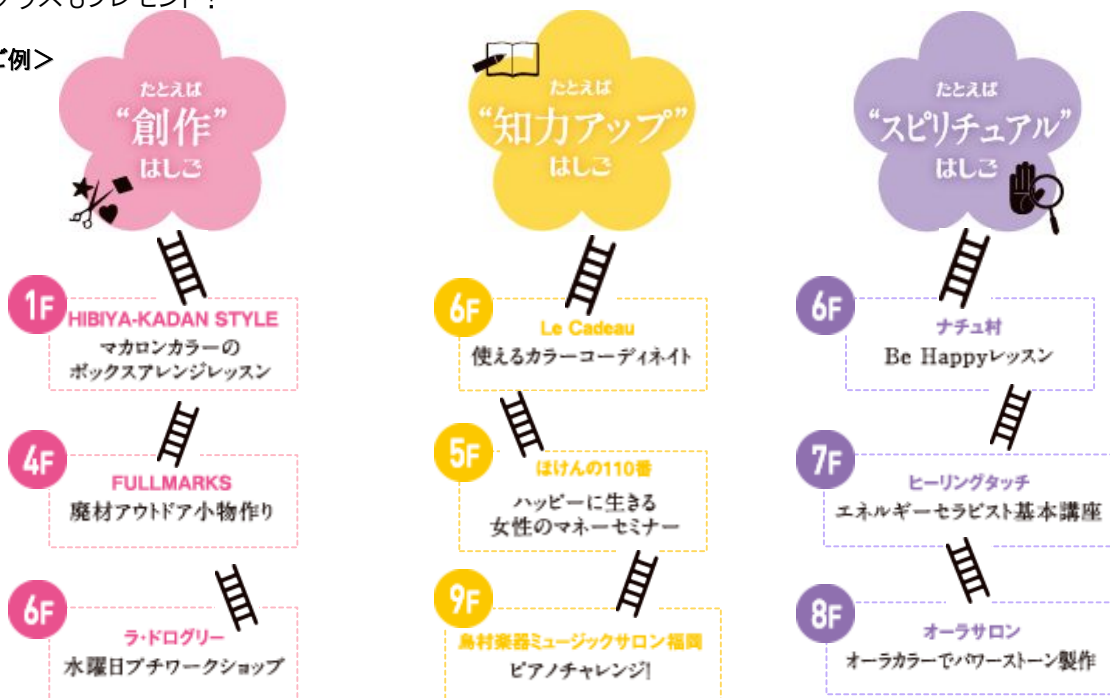 プレゼント！
例＞
たとえば
“創作”
はしご
1F
HIBIYA-KADAN STYLE
マカロンカラーの
ボックスアレンジレッスン
4F
FULLMARKS
廃材アウトドア小物作り
6F
ラ・ドログリー
水曜日プチワークショップ
たとえば
“知力アップ”
はしご
6F
Le Cadeau
使えるカラーコーディネイト
5F
ほけんの110番
ハッピーに生きる
女性のマネーセミナー
9F
島村楽器ミュージックサロン福岡
ピアノチャレンジ！
たとえば
“スピリチュアル”
はしご
6F
ナチュ村
Be Happyレッスン
7F
ヒーリングタッチ
エネルギーセラピスト基本講座
8F
オーラサロン
オーラカラーでパワーストーン製作